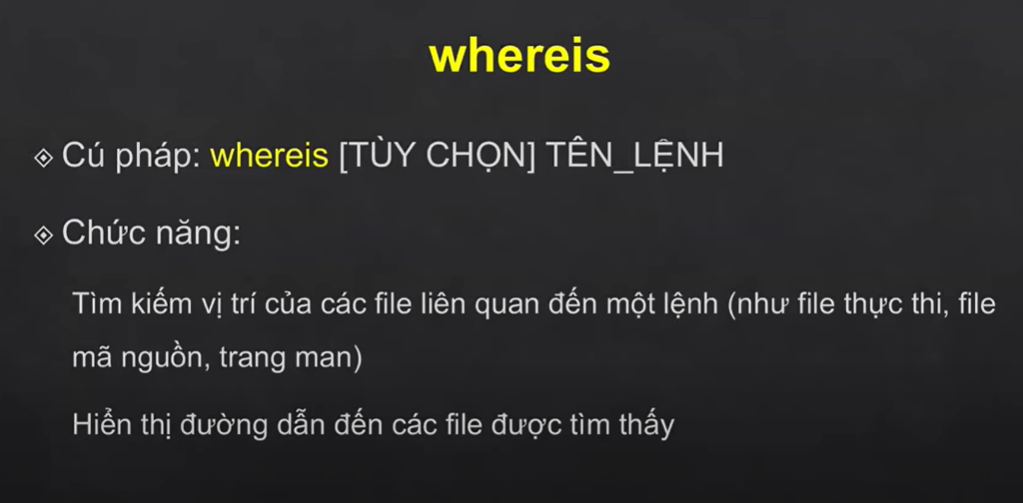 whereis
Cú pháp: whereis [TÙY CHỌN] TÊN_LỆNH
Chức năng:
Tìm kiếm vị trí của các file liên quan đến một lệnh (như file thực thi, file
mã nguồn, trang man)
Hiển thị đường dẫn đến các file được tìm thấy